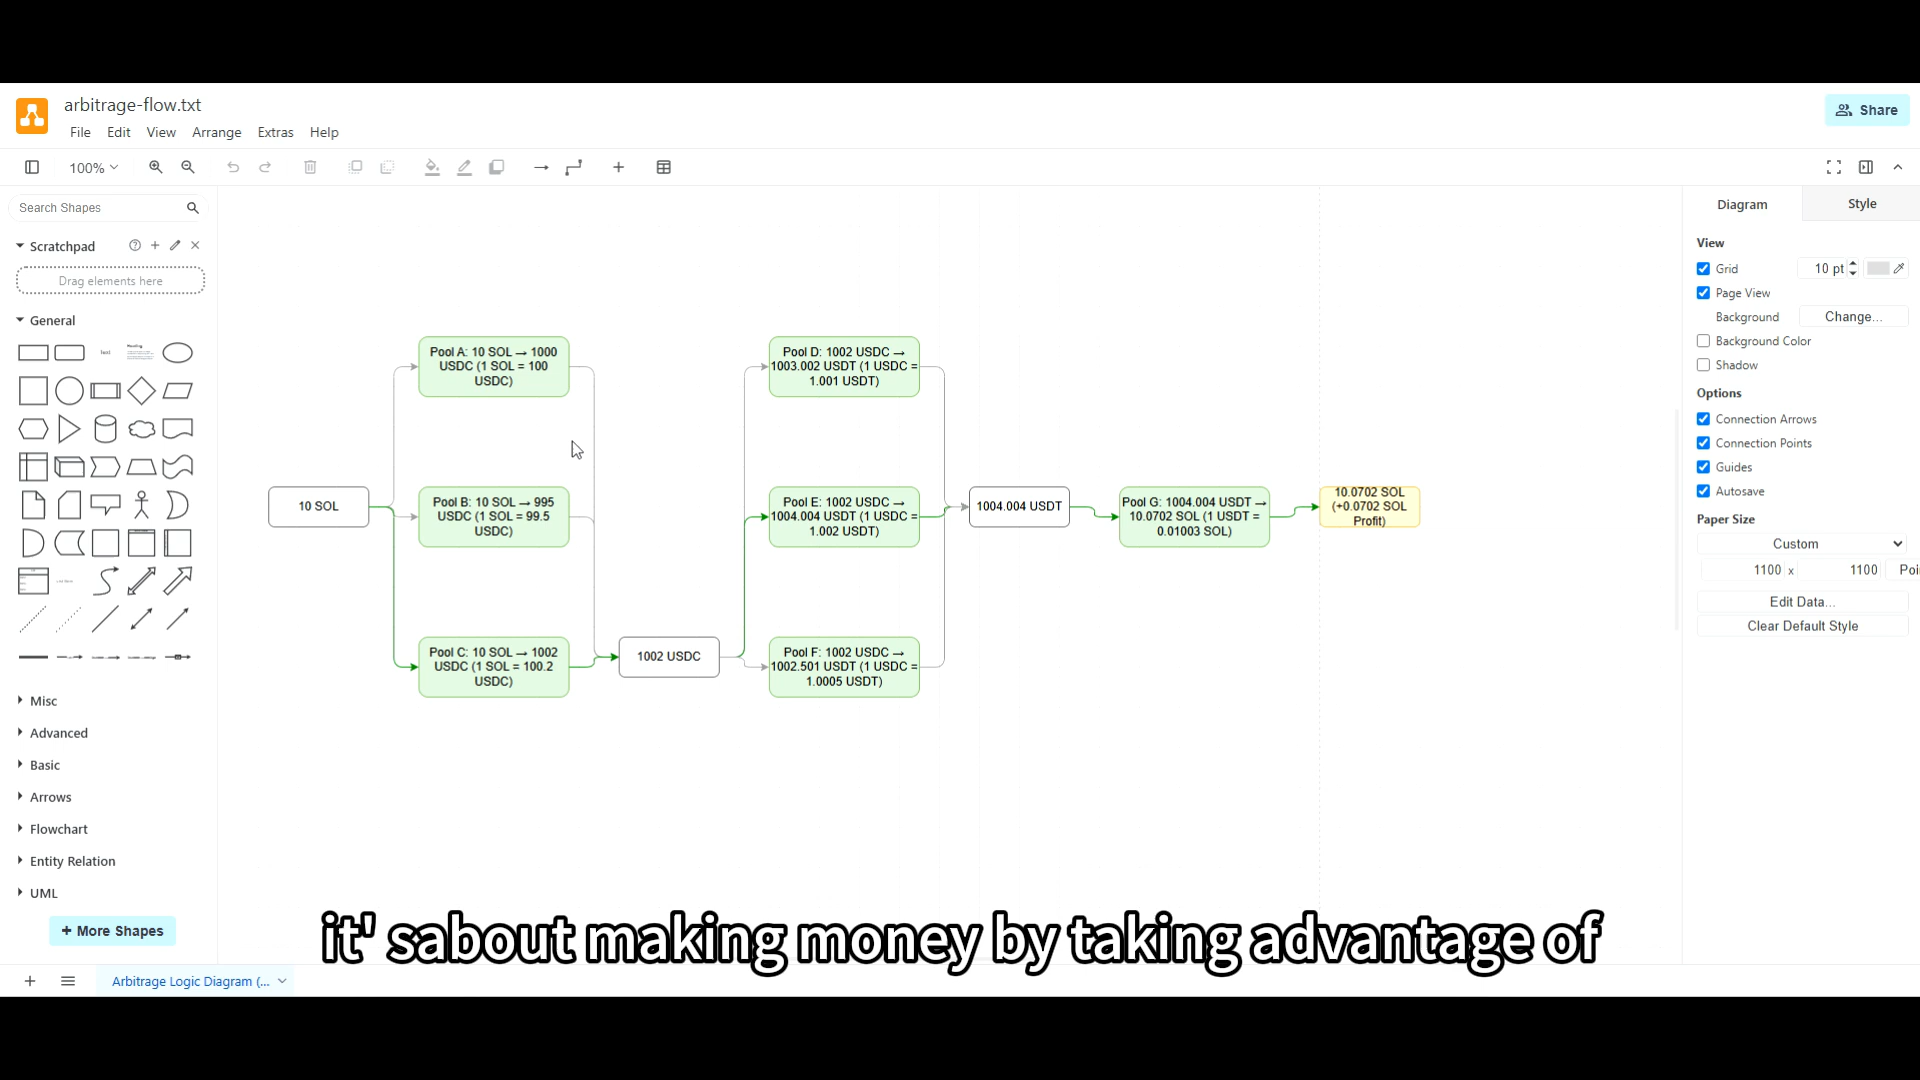 arbitrage-flow.txt
File Edit View Arrange Extras Help
Share
100%
Search Shapes
Scratchpad
Drag elements here
General
Text
Heading
Misc
Advanced
Basic
Arrows
Flowchart
Entity Relation
UML
+ More Shapes
10 SOL
Pool A: 10 SOL → 1000
USDC (1 SOL = 100
USDC)
Pool B: 10 SOL → 995
USDC (1 SOL = 99.5
USDC)
Pool C: 10 SOL → 1002
USDC (1 SOL = 100.2
USDC)
1002 USDC
Pool D: 1002 USDC →
1003.002 USDT (1 USDC =
1.001 USDT)
Pool E: 1002 USDC →
1004.004 USDT (1 USDC =
1.002 USDT)
Pool F: 1002 USDC →
1002.501 USDT (1 USDC =
1.0005 USDT)
1004.004 USDT
Pool G: 1004.004 USDT →
10.0702 SOL (1 USDT =
0.01003 SOL)
10.0702 SOL
(+0.0702 SOL
Profit)
Diagram Style
View
Grid 10 pt
Page View
Background Change...
Background Color
Shadow
Options
Connection Arrows
Connection Points
Guides
Autosave
Paper Size
Custom
1100 x 1100 Poi
Edit Data...
Clear Default Style
it' sabout making money by taking advantage of
Arbitrage Logic Diagram (...